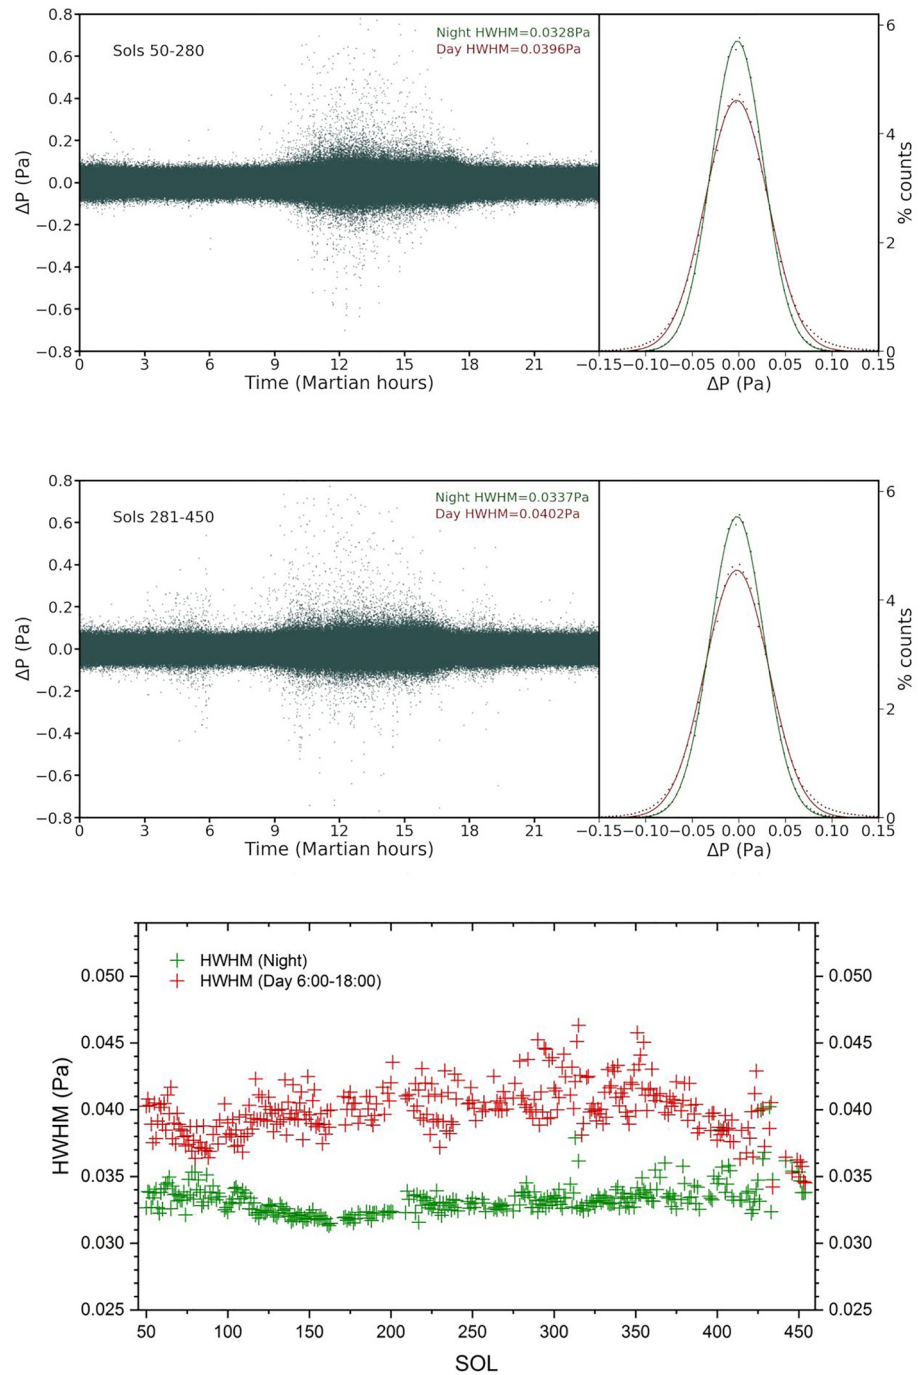 0.8
0.6
0.4
0.2
0.0
−0.2
−0.4
−0.6
−0.8
ΔP (Pa)
Sols 50-280
Night HWHM=0.0328Pa
Day HWHM=0.0396Pa
6
4
2
0
% counts
0 3 6 9 12 15 18 21
−0.15 −0.10 −0.05 0.00 0.05 0.10 0.15
Time (Martian hours)
ΔP (Pa)
0.8
0.6
0.4
0.2
0.0
−0.2
−0.4
−0.6
−0.8
ΔP (Pa)
Sols 281-450
Night HWHM=0.0337Pa
Day HWHM=0.0402Pa
6
4
2
0
% counts
0 3 6 9 12 15 18 21
−0.15 −0.10 −0.05 0.00 0.05 0.10 0.15
Time (Martian hours)
ΔP (Pa)
HWHM (Night)
HWHM (Day 6:00-18:00)
0.050 0.050
0.045 0.045
0.040 0.040
0.035 0.035
0.030 0.030
0.025 0.025
HWHM (Pa)
50 100 150 200 250 300 350 400 450
SOL